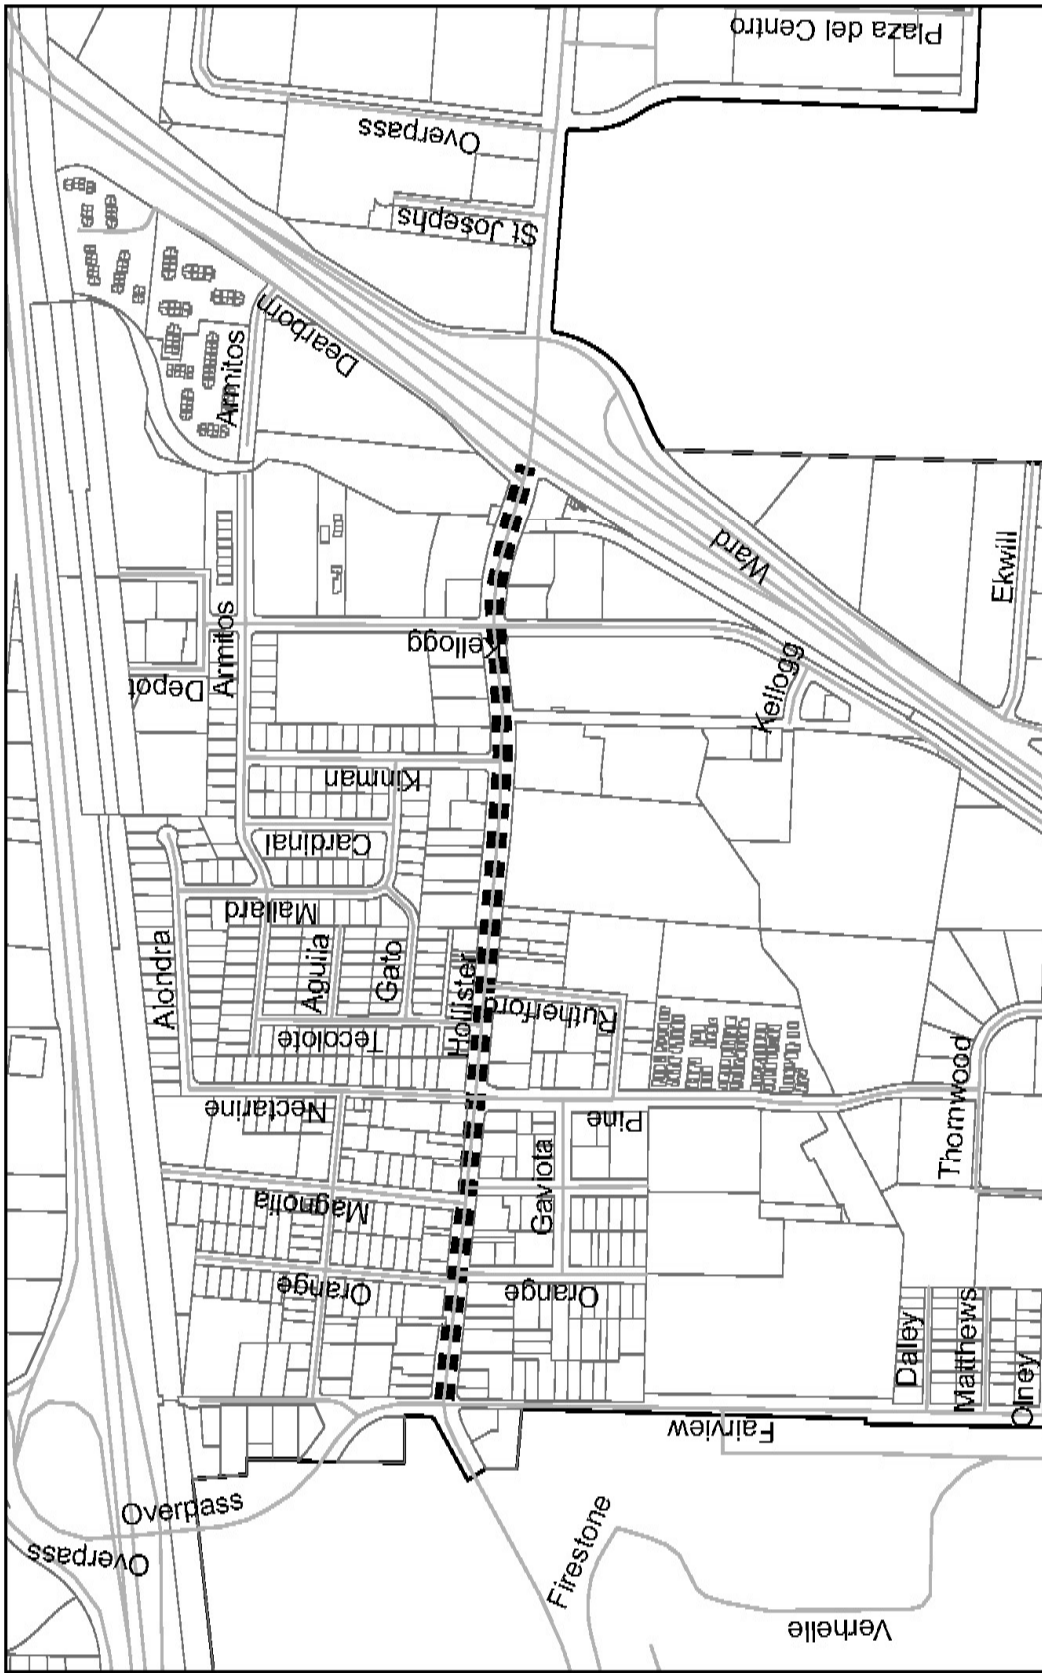 Plaza del Centro
Overpass
St Josephs
Dearborn
Armitos
Ward
Ekwill
Armitos
Kellogg
Depot
Kellogg
Kinman
Cardinal
Mallard
Alondra
Aguila
Gato
Hollister
Rutherford
Tecolote
Nectarine
Pine
Thornwood
Magnolia
Gaviota
Orange
Orange
Daley
Matthews
Olney
Fairview
Overpass
Overpass
Firestone
Verhelle